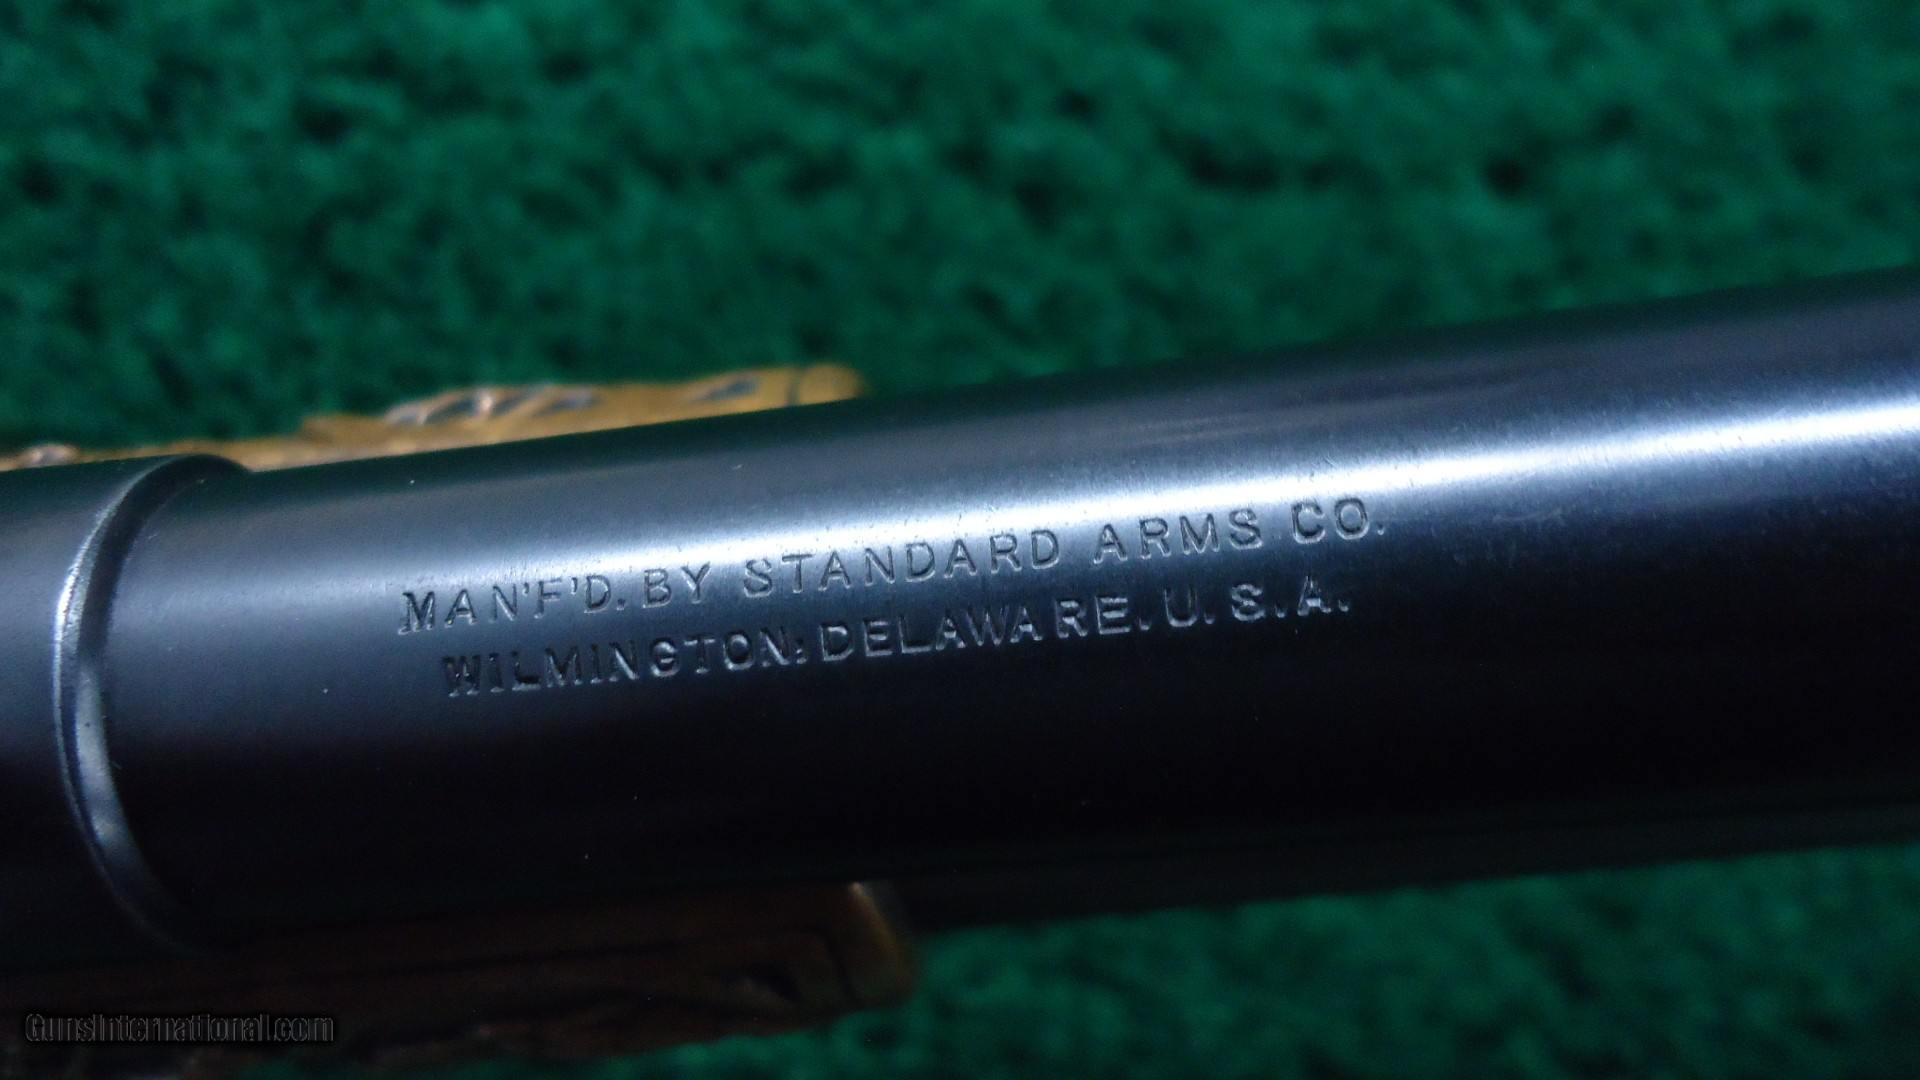 MAN'F'D. BY STANDARD ARMS CO.
WILMINGTON; DELAWARE. U. S. A.
GunsInternational.com